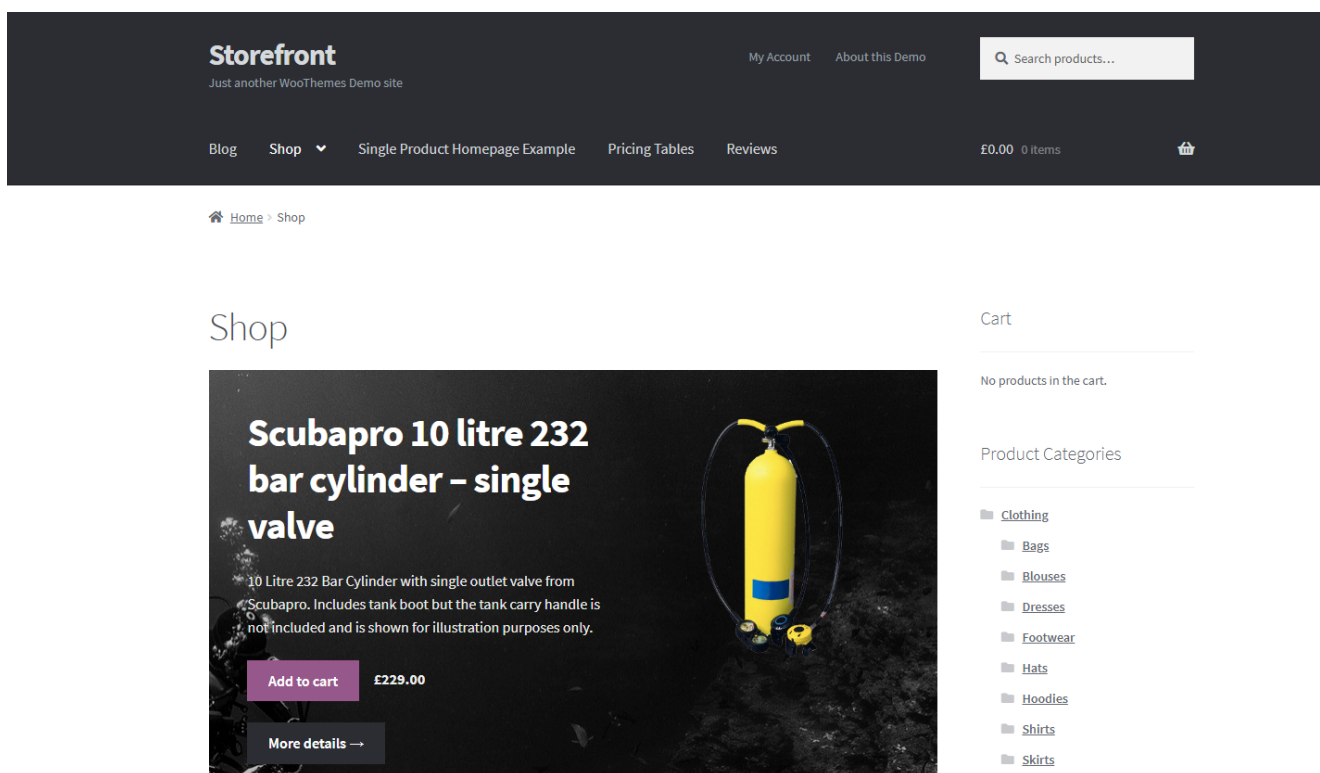 Storefront
Just another WooThemes Demo site
My Account
About this Demo
Search products...
Blog
Shop
Single Product Homepage Example
Pricing Tables
Reviews
£0.00 0 items
Home › Shop
Shop
Scubapro 10 litre 232
bar cylinder – single
valve
10 Litre 232 Bar Cylinder with single outlet valve from
Scubapro. Includes tank boot but the tank carry handle is
not included and is shown for illustration purposes only.
Add to cart
£229.00
More details →
Cart
No products in the cart.
Product Categories
Clothing
Bags
Blouses
Dresses
Footwear
Hats
Hoodies
Shirts
Skirts